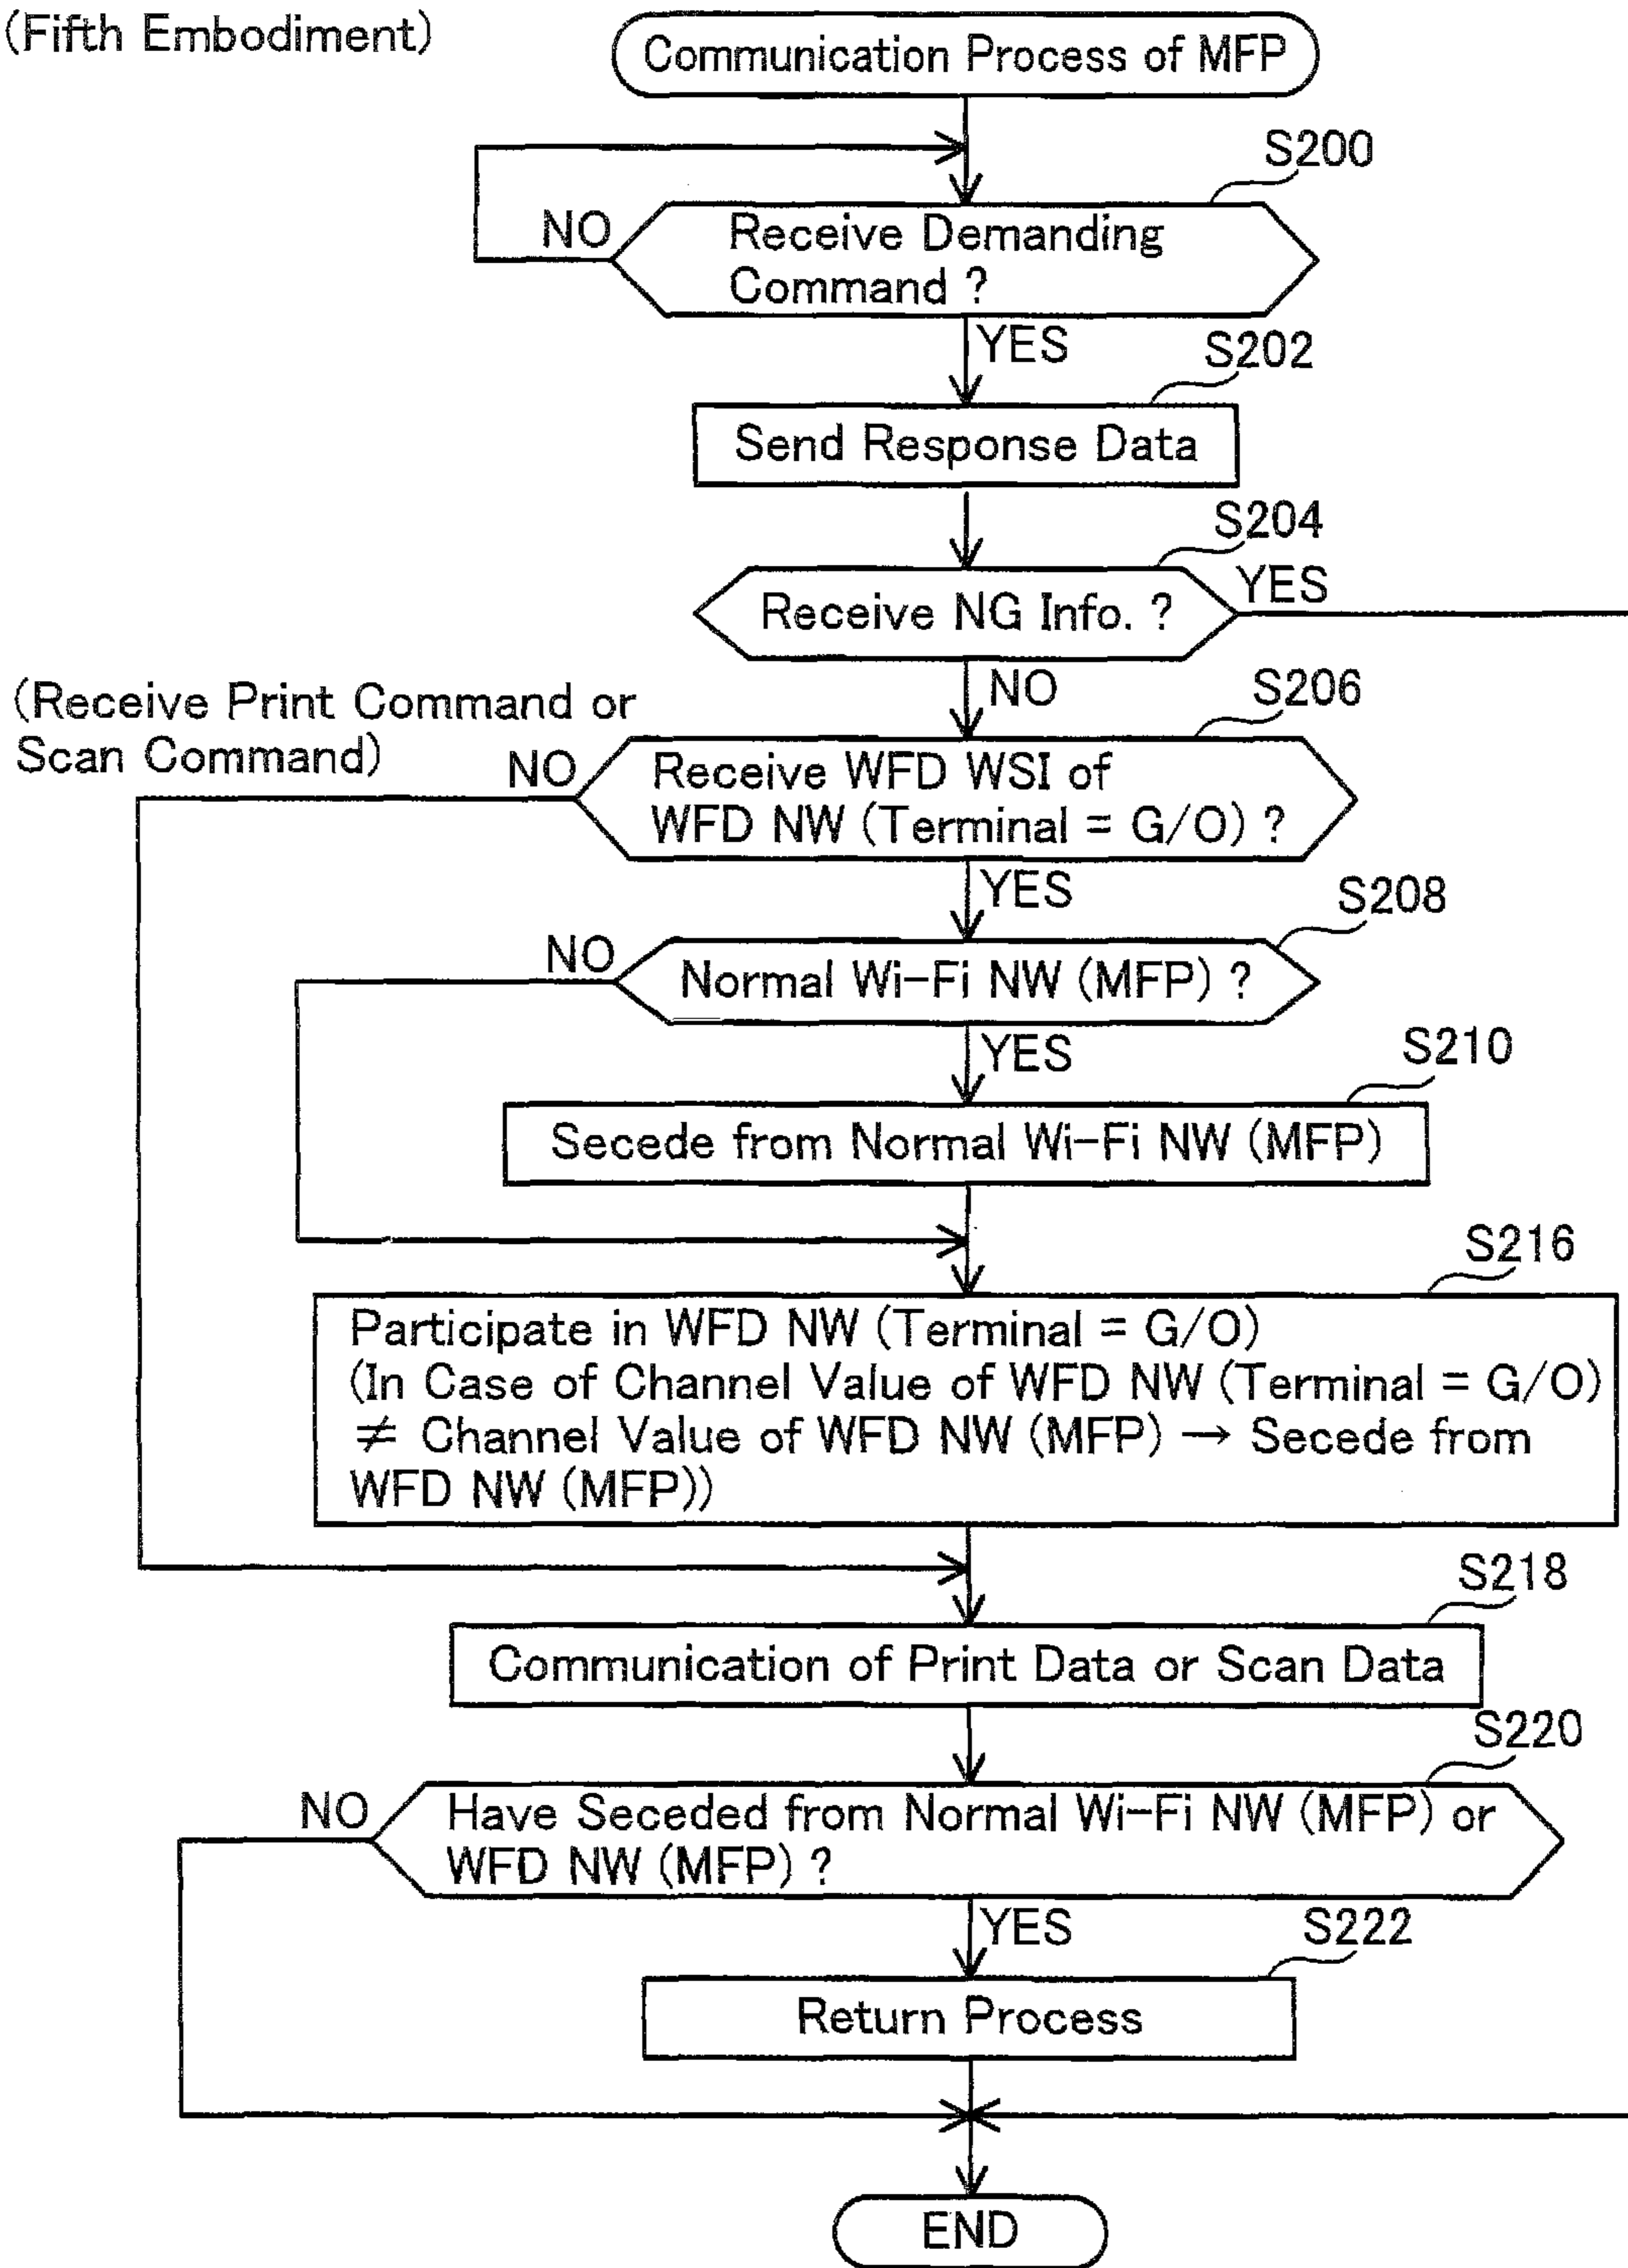 (Fifth Embodiment)
Communication Process of MFP
S200
NO
Receive Demanding
Command ?
YES
S202
Send Response Data
S204
Receive NG Info. ?
YES
NO
S206
(Receive Print Command or
Scan Command)
NO
Receive WFD WSI of
WFD NW (Terminal = G/O) ?
YES
S208
NO
Normal Wi-Fi NW (MFP) ?
YES
S210
Secede from Normal Wi-Fi NW (MFP)
S216
Participate in WFD NW (Terminal = G/O)
(In Case of Channel Value of WFD NW (Terminal = G/O)
≠ Channel Value of WFD NW (MFP) → Secede from
WFD NW (MFP))
S218
Communication of Print Data or Scan Data
S220
NO
Have Seceded from Normal Wi-Fi NW (MFP) or
WFD NW (MFP) ?
YES
S222
Return Process
END